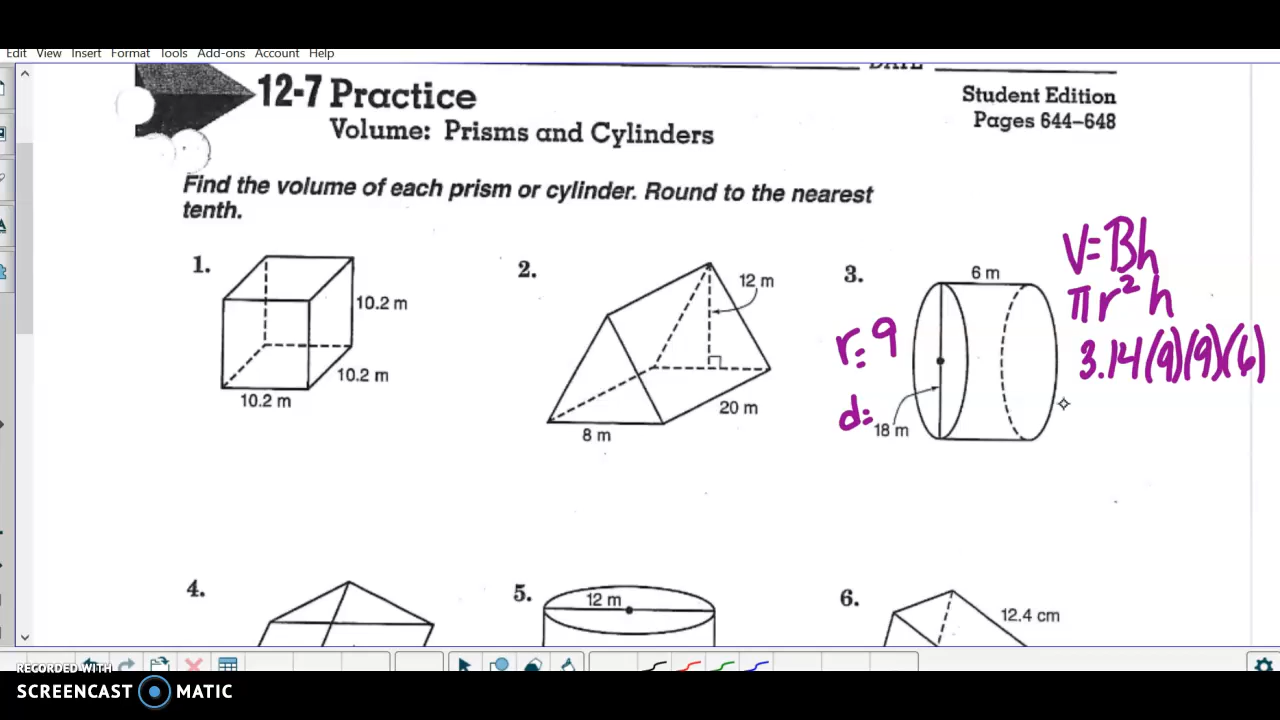 Edit View Insert Format Tools Add-ons Account Help
DATE
12-7 Practice
Student Edition
Volume: Prisms and Cylinders
Pages 644–648
Find the volume of each prism or cylinder. Round to the nearest
tenth.
1.
10.2 m
10.2 m
10.2 m
2.
12 m
20 m
8 m
3.
6 m
r=9
d=
18 m
V=Bh
πr²h
3.14(9)(9)(6)
4.
5.
12 m
6.
12.4 cm
RECORDED WITH
SCREENCAST MATIC